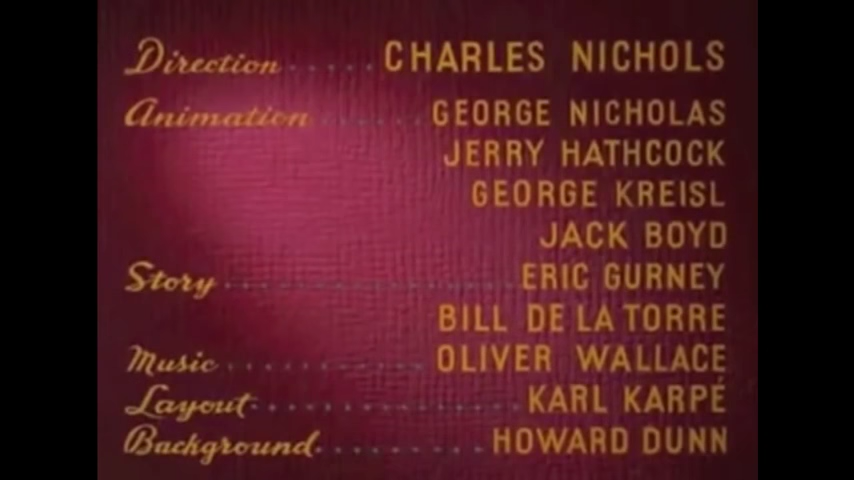 Direction ..... CHARLES NICHOLS
Animation ...... GEORGE NICHOLAS
JERRY HATHCOCK
GEORGE KREISL
JACK BOYD
Story .................. ERIC GURNEY
BILL DE LA TORRE
Music ............ OLIVER WALLACE
Layout ................ KARL KARPÉ
Background .......... HOWARD DUNN